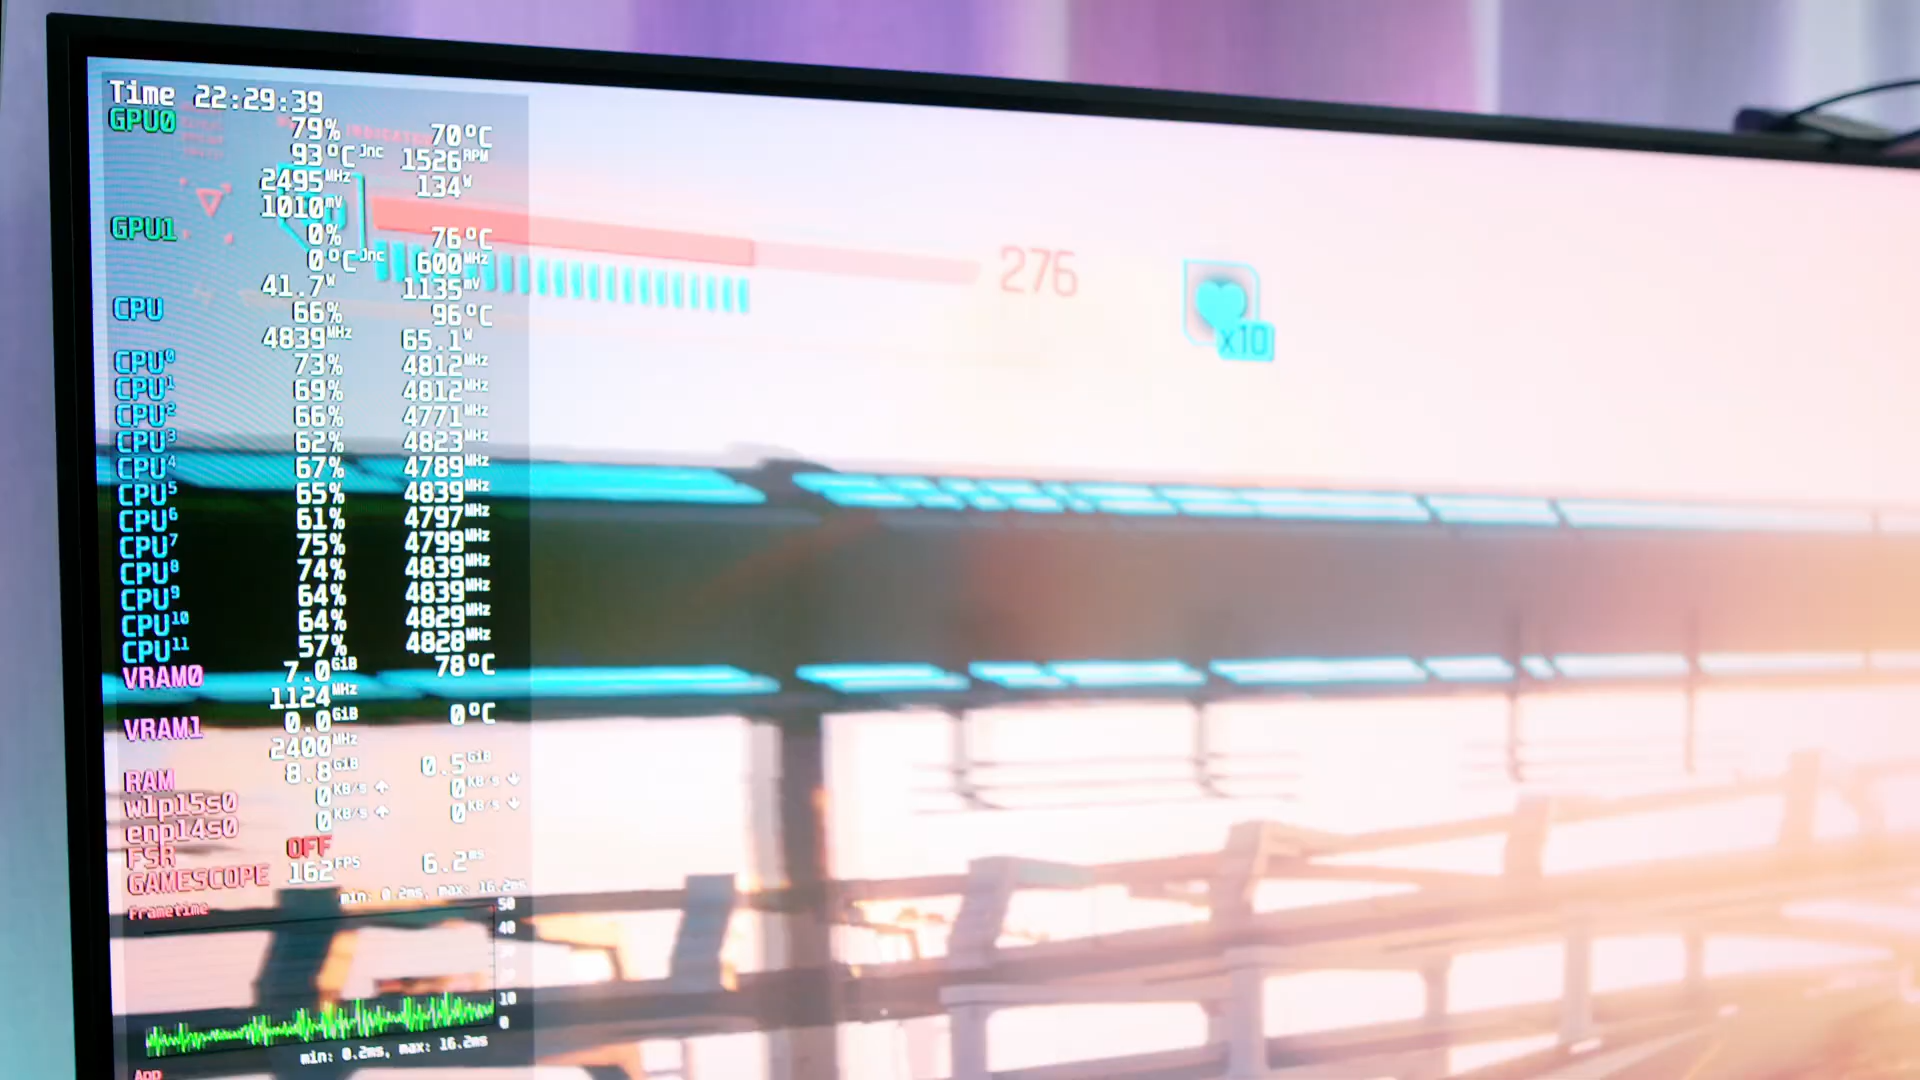 Time 22:29:39
GPU0 79% 70°C
93°C Jnc 1526 RPM
2495 MHz 134 W
1010 mV
GPU1 0% 76°C
0°C Jnc 600 MHz
41.7 W 1135 mV
CPU 66% 96°C
4839 MHz 65.1 W
CPU0 73% 4812 MHz
CPU1 69% 4812 MHz
CPU2 66% 4771 MHz
CPU3 62% 4823 MHz
CPU4 67% 4789 MHz
CPU5 65% 4839 MHz
CPU6 61% 4797 MHz
CPU7 75% 4799 MHz
CPU8 74% 4839 MHz
CPU9 64% 4839 MHz
CPU10 64% 4829 MHz
CPU11 57% 4828 MHz
VRAM0 7.0 GiB 78°C
1124 MHz
VRAM1 0.0 GiB 0°C
2400 MHz
RAM 8.8 GiB 0.5 GiB
wlp15s0 0 KB/s ↑ 0 KB/s ↓
enp14s0 0 KB/s ↑ 0 KB/s ↓
FSR OFF
GAMESCOPE 162 FPS 6.2 ms
min: 0.2ms, max: 16.2ms
Frametime
50
40
10
0
min: 0.2ms, max: 16.2ms
App
276
x10